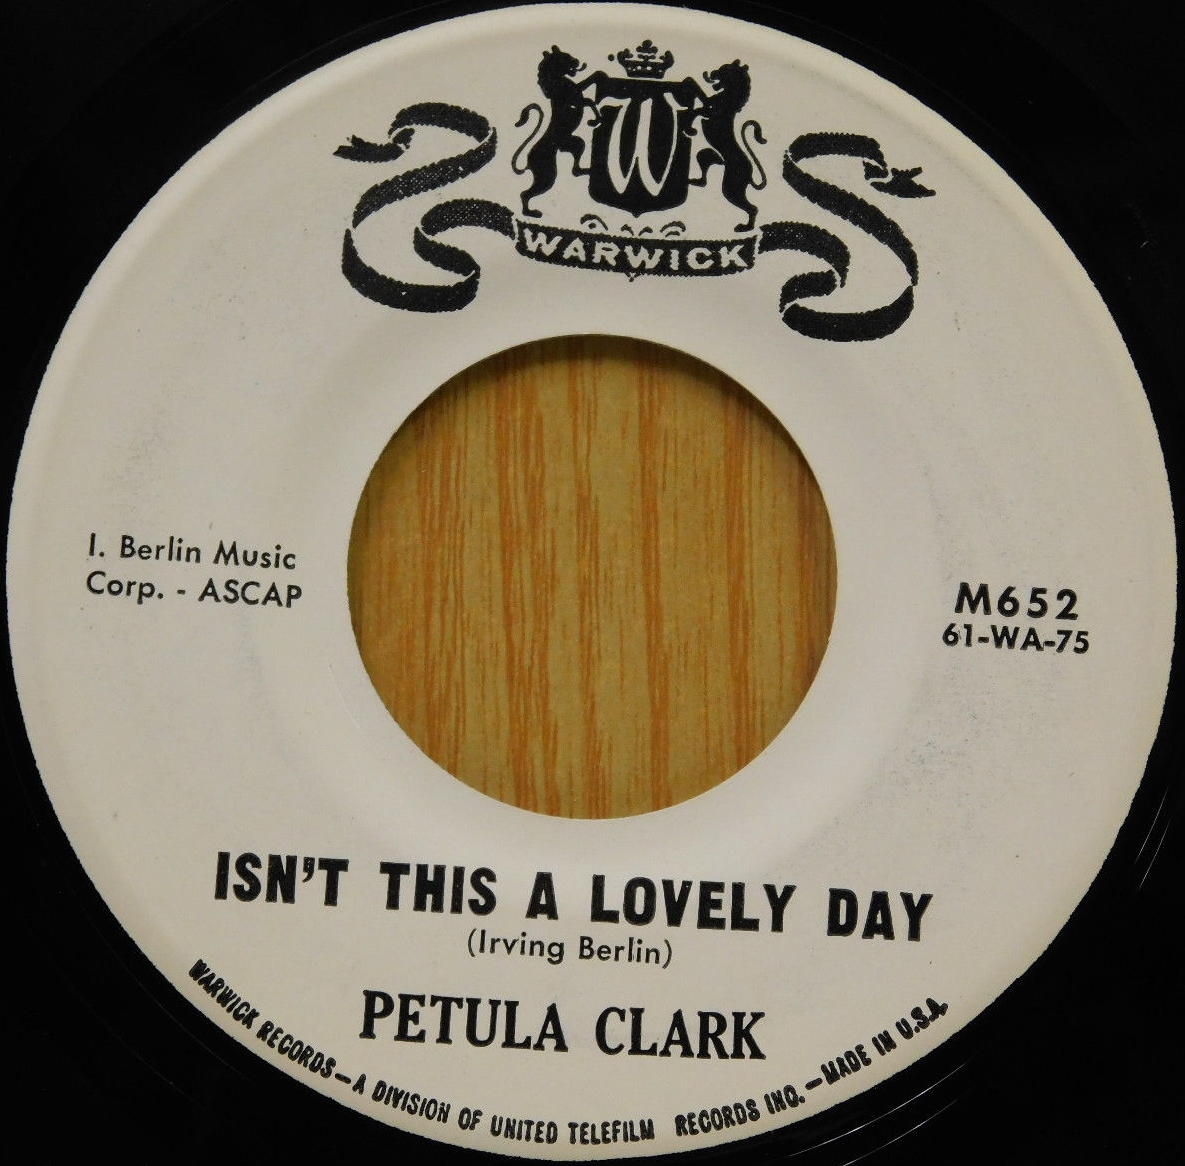 W
WARWICK
I. Berlin Music
Corp. - ASCAP
M652
61-WA-75
ISN'T THIS A LOVELY DAY
(Irving Berlin)
PETULA CLARK
WARWICK RECORDS—A DIVISION OF UNITED TELEFILM RECORDS INC.—MADE IN U.S.A.